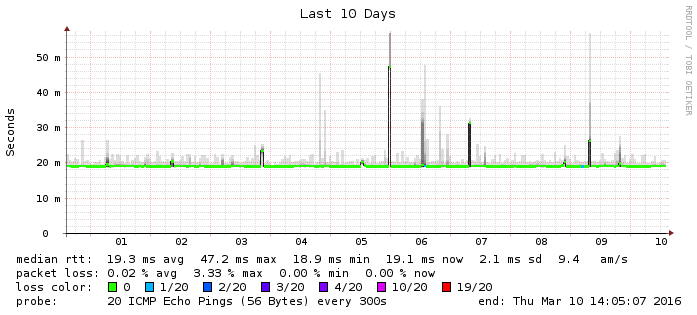 Last 10 Days
RRDTOOL / TOBI OETIKER
Seconds
50 m
40 m
30 m
20 m
10 m
0
01 02 03 04 05 06 07 08 09 10
median rtt: 19.3 ms avg 47.2 ms max 18.9 ms min 19.1 ms now 2.1 ms sd 9.4 am/s
packet loss: 0.02 % avg 3.33 % max 0.00 % min 0.00 % now
loss color: 0 1/20 2/20 3/20 4/20 10/20 19/20
probe: 20 ICMP Echo Pings (56 Bytes) every 300s end: Thu Mar 10 14:05:07 2016